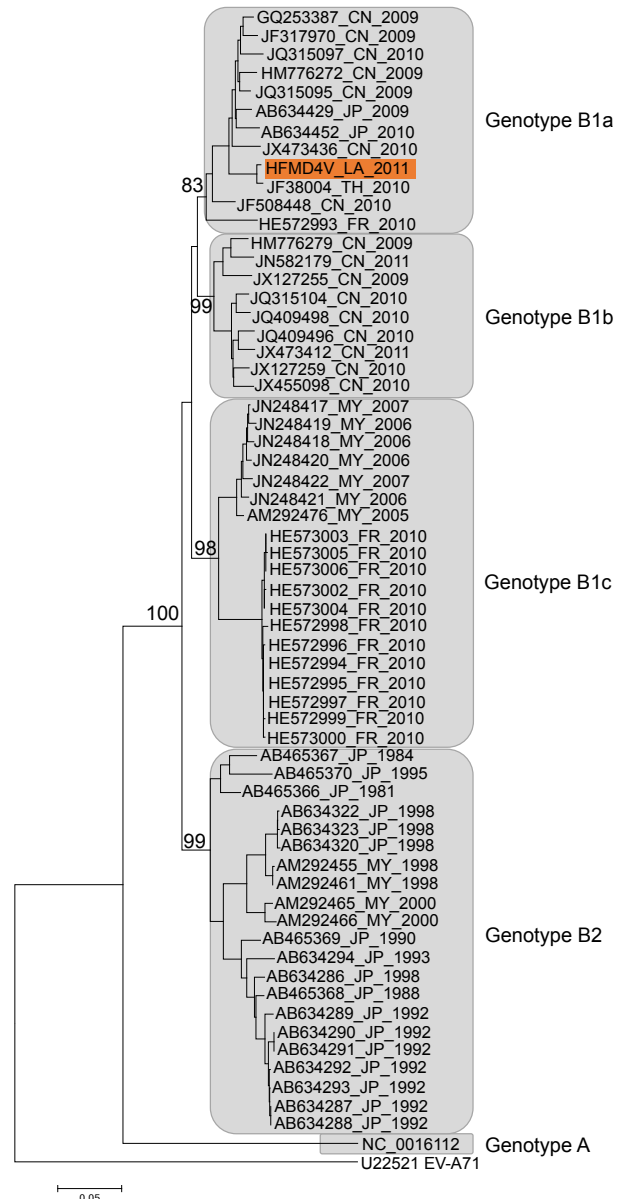 GQ253387_CN_2009
JF317970_CN_2009
JQ315097_CN_2010
HM776272_CN_2009
JQ315095_CN_2009
AB634429_JP_2009
AB634452_JP_2010
JX473436_CN_2010
HFMD4V_LA_2011
JF38004_TH_2010
JF508448_CN_2010
HE572993_FR_2010
Genotype B1a
83
HM776279_CN_2009
JN582179_CN_2011
JX127255_CN_2009
JQ315104_CN_2010
JQ409498_CN_2010
JQ409496_CN_2010
JX473412_CN_2011
JX127259_CN_2010
JX455098_CN_2010
Genotype B1b
99
JN248417_MY_2007
JN248419_MY_2006
JN248418_MY_2006
JN248420_MY_2006
JN248422_MY_2007
JN248421_MY_2006
AM292476_MY_2005
HE573003_FR_2010
HE573005_FR_2010
HE573006_FR_2010
HE573002_FR_2010
HE573004_FR_2010
HE572998_FR_2010
HE572996_FR_2010
HE572994_FR_2010
HE572995_FR_2010
HE572997_FR_2010
HE572999_FR_2010
HE573000_FR_2010
Genotype B1c
98
100
AB465367_JP_1984
AB465370_JP_1995
AB465366_JP_1981
AB634322_JP_1998
AB634323_JP_1998
AB634320_JP_1998
AM292455_MY_1998
AM292461_MY_1998
AM292465_MY_2000
AM292466_MY_2000
AB465369_JP_1990
AB634294_JP_1993
AB634286_JP_1998
AB465368_JP_1988
AB634289_JP_1992
AB634290_JP_1992
AB634291_JP_1992
AB634292_JP_1992
AB634293_JP_1992
AB634287_JP_1992
AB634288_JP_1992
Genotype B2
99
NC_0016112
Genotype A
U22521 EV-A71
0.05